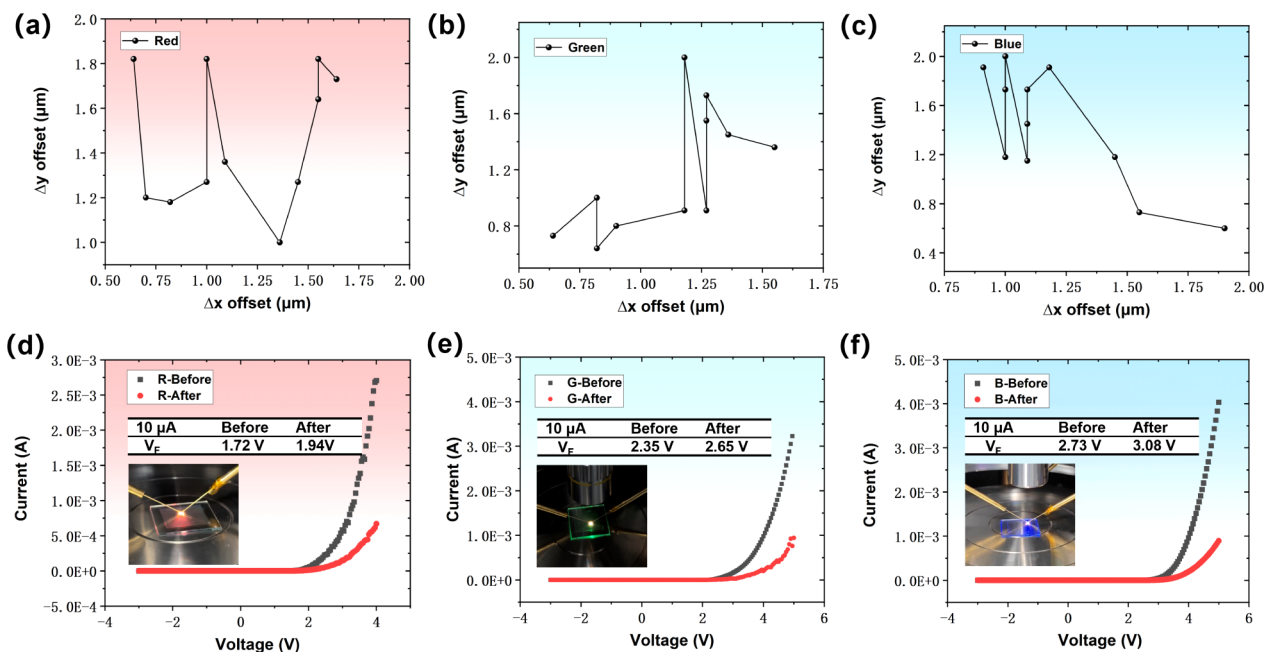 (a)
Red
2.0
1.8
1.6
1.4
1.2
1.0
Δy offset (μm)
0.50 0.75 1.00 1.25 1.50 1.75 2.00
Δx offset (μm)
(b)
Green
2.0
1.6
1.2
0.8
Δy offset (μm)
0.50 0.75 1.00 1.25 1.50 1.75
Δx offset (μm)
(c)
Blue
2.4
2.0
1.6
1.2
0.8
0.4
Δy offset (μm)
0.75 1.00 1.25 1.50 1.75 2.00
Δx offset (μm)
(d)
3.0E-3
2.5E-3
2.0E-3
1.5E-3
1.0E-3
5.0E-4
0.0E+0
-5.0E-4
Current (A)
R-Before
R-After
10 μA Before After
VF 1.72 V 1.94V
-4 -2 0 2 4
Voltage (V)
(e)
5.0E-3
4.0E-3
3.0E-3
2.0E-3
1.0E-3
0.0E+0
Current (A)
G-Before
G-After
10 μA Before After
VF 2.35 V 2.65 V
-4 -2 0 2 4 6
Voltage (V)
(f)
5.0E-3
4.0E-3
3.0E-3
2.0E-3
1.0E-3
0.0E+0
Current (A)
B-Before
B-After
10 μA Before After
VF 2.73 V 3.08 V
-4 -2 0 2 4 6
Voltage (V)